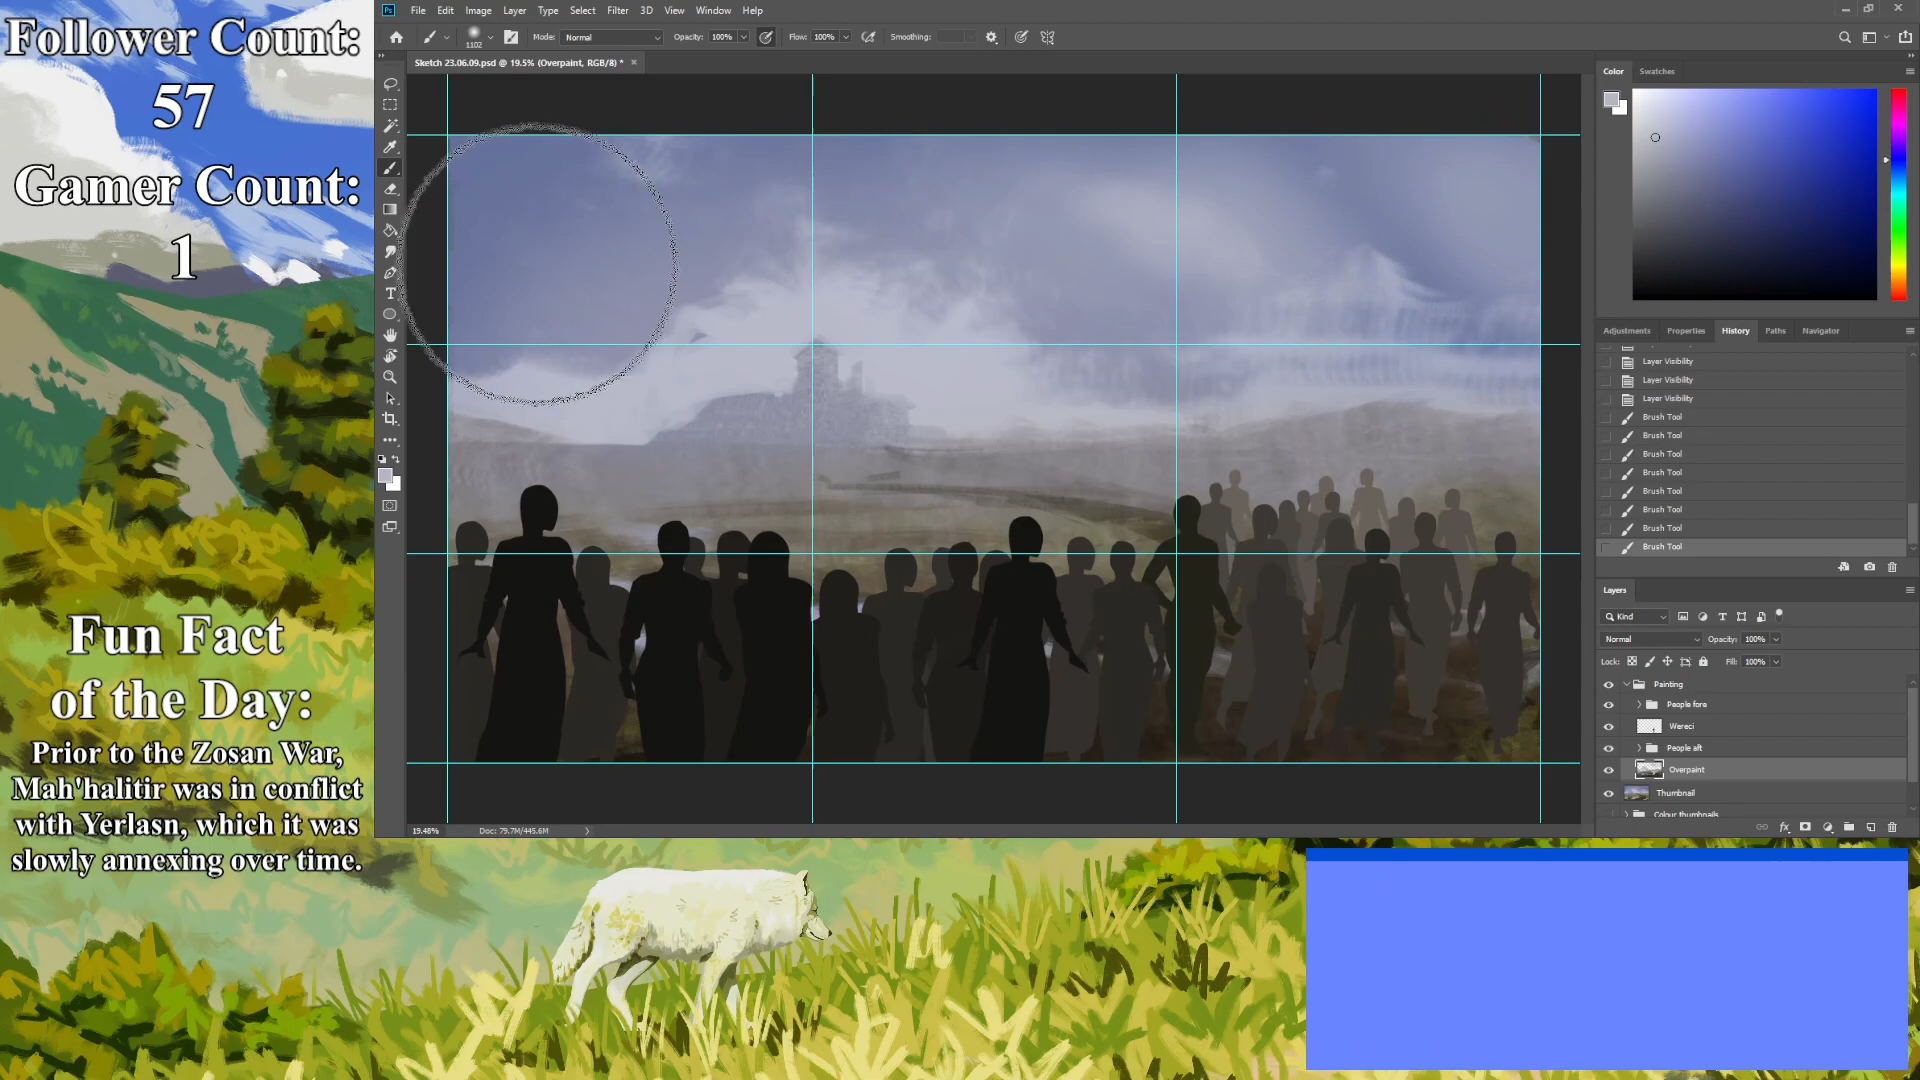 Follower Count:
57
Gamer Count:
1
Fun Fact
of the Day:
Prior to the Zosan War,
Mah'halitir was in conflict
with Yerlasn, which it was
slowly annexing over time.
Ps File Edit Image Layer Type Select Filter 3D View Window Help
1102 Mode: Normal Opacity: 100% Flow: 100% Smoothing:
Sketch 23.06.09.psd @ 19.5% (Overpaint, RGB/8) *
19.48% Doc: 79.7M/445.6M
Color Swatches
Adjustments Properties History Paths Navigator
Layer Visibility
Layer Visibility
Layer Visibility
Brush Tool
Brush Tool
Brush Tool
Brush Tool
Brush Tool
Brush Tool
Brush Tool
Brush Tool
Layers
Kind
Normal Opacity: 100%
Lock: Fill: 100%
Painting
People fore
Wereci
People aft
Overpaint
Thumbnail
Colour thumbnails